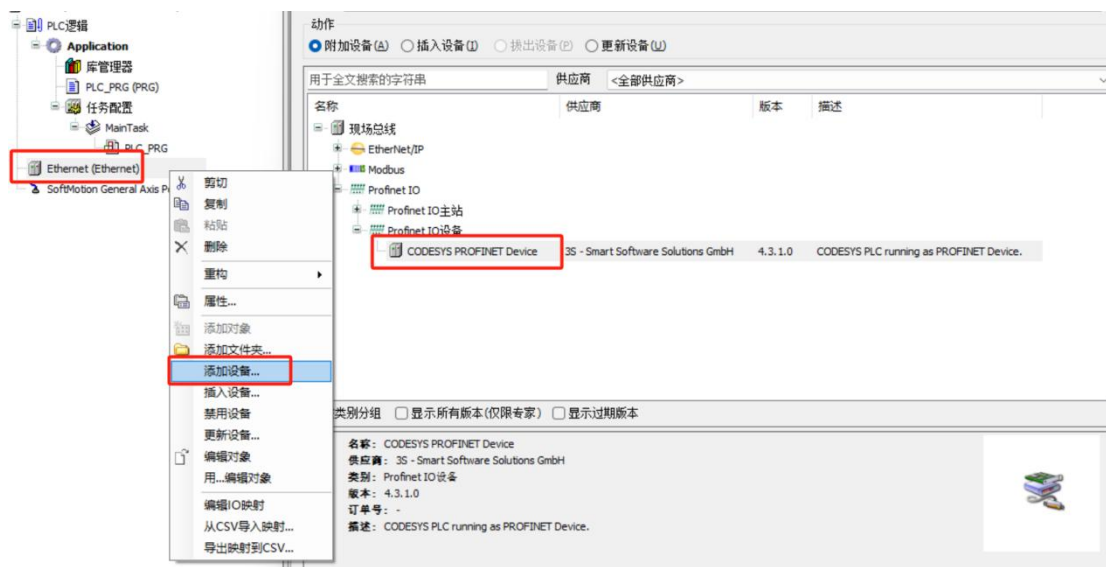 PLC逻辑
Application
库管理器
PLC_PRG (PRG)
任务配置
MainTask
PLC_PRG
Ethernet (Ethernet)
SoftMotion General Axis P
剪切
复制
粘贴
删除
重构
属性...
添加对象
添加文件夹...
添加设备...
插入设备...
禁用设备
更新设备...
编辑对象
用...编辑对象
编辑IO映射
从CSV导入映射...
导出映射到CSV...
动作
附加设备(A) 插入设备(I) 拔出设备(P) 更新设备(U)
用于全文搜索的字符串 供应商 <全部供应商>
名称 供应商 版本 描述
现场总线
EtherNet/IP
Modbus
Profinet IO
Profinet IO主站
Profinet IO设备
CODESYS PROFINET Device 3S - Smart Software Solutions GmbH 4.3.1.0 CODESYS PLC running as PROFINET Device.
类别分组 显示所有版本(仅限专家) 显示过期版本
名称: CODESYS PROFINET Device
供应商: 3S - Smart Software Solutions GmbH
类别: Profinet IO设备
版本: 4.3.1.0
订单号: -
描述: CODESYS PLC running as PROFINET Device.